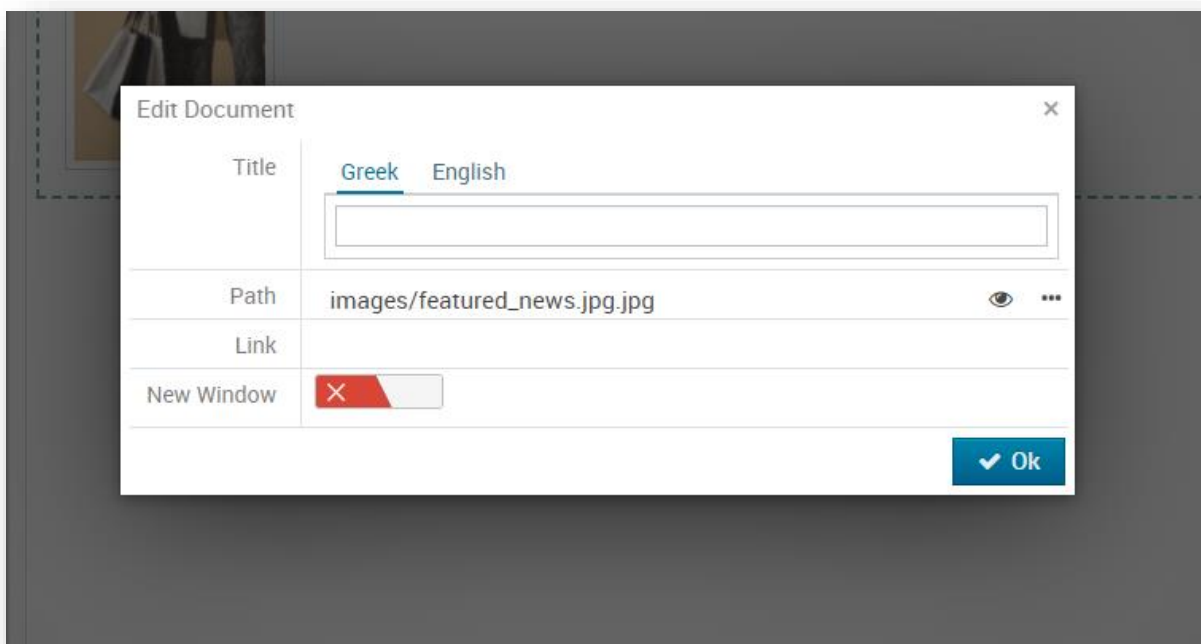 Edit Document ×
Title
Greek English
Path images/featured_news.jpg.jpg
Link
New Window
Ok